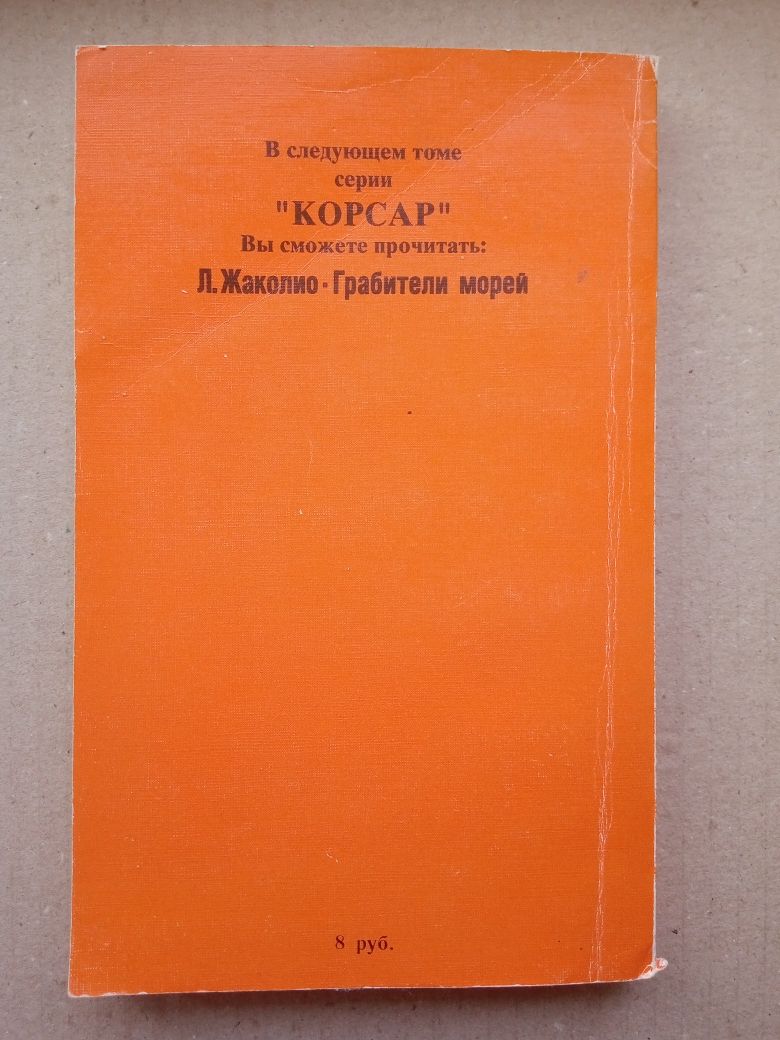 В следующем томе
серии
"КОРСАР"
Вы сможете прочитать:
Л. Жаколио · Грабители морей
8 руб.